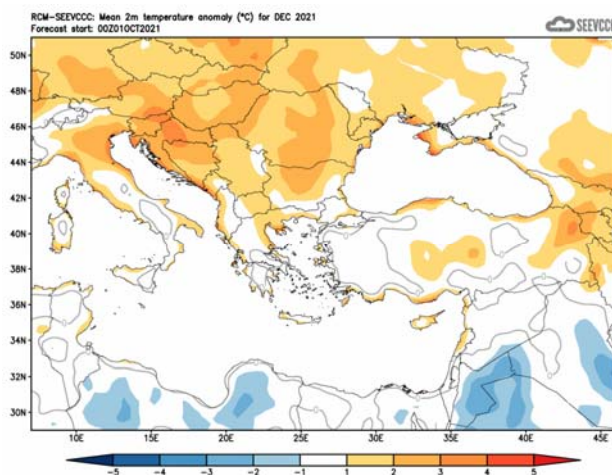 RCM-SEEVCCC: Mean 2m temperature anomaly (°C) for DEC 2021
Forecast start: 00Z01OCT2021
SEEVCCC
50N
48N
46N
44N
42N
40N
38N
36N
34N
32N
30N
10E 15E 20E 25E 30E 35E 40E 45E
-5 -4 -3 -2 -1 1 2 3 4 5